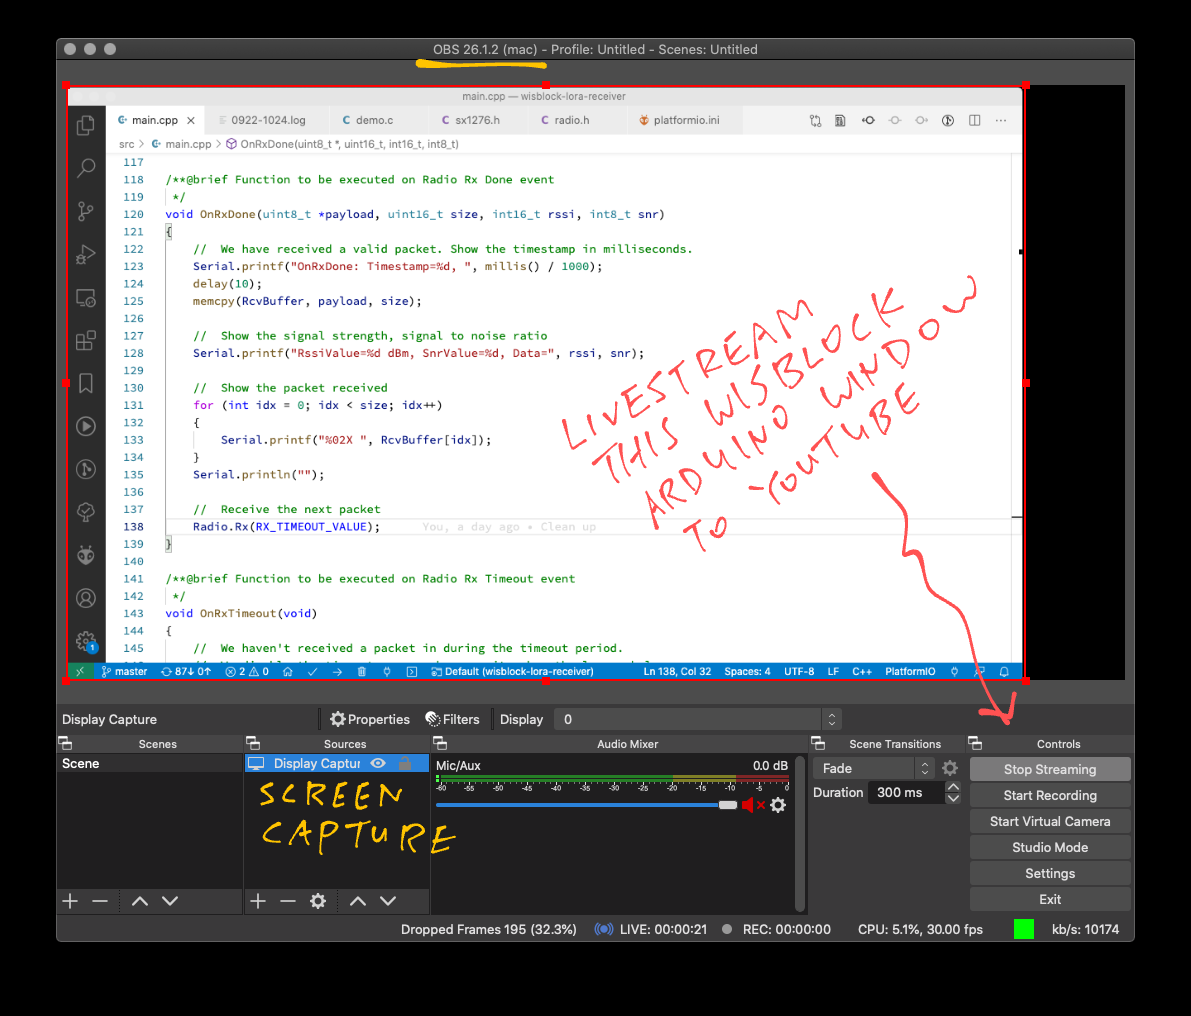 OBS 26.1.2 (mac) - Profile: Untitled - Scenes: Untitled
main.cpp — wisblock-lora-receiver
main.cpp × 0922-1024.log C demo.c C sx1276.h C radio.h platformio.ini
src > main.cpp > OnRxDone(uint8_t *, uint16_t, int16_t, int8_t)
117
118 /**@brief Function to be executed on Radio Rx Done event
119 */
120 void OnRxDone(uint8_t *payload, uint16_t size, int16_t rssi, int8_t snr)
121 {
122 // We have received a valid packet. Show the timestamp in milliseconds.
123 Serial.printf("OnRxDone: Timestamp=%d, ", millis() / 1000);
124 delay(10);
125 memcpy(RcvBuffer, payload, size);
126
127 // Show the signal strength, signal to noise ratio
128 Serial.printf("RssiValue=%d dBm, SnrValue=%d, Data=", rssi, snr);
129
130 // Show the packet received
131 for (int idx = 0; idx < size; idx++)
132 {
133 Serial.printf("%02X ", RcvBuffer[idx]);
134 }
135 Serial.println("");
136
137 // Receive the next packet
138 Radio.Rx(RX_TIMEOUT_VALUE); You, a day ago • Clean up
139 }
140
141 /**@brief Function to be executed on Radio Rx Timeout event
142 */
143 void OnRxTimeout(void)
144 {
145 // We haven't received a packet in during the timeout period.
LIVESTREAM
THIS WISBLOCK
ARDUINO WINDOW
TO YOUTUBE
1
master 87↓ 0↑ 2 0 Default (wisblock-lora-receiver) Ln 138, Col 32 Spaces: 4 UTF-8 LF C++ PlatformIO
Display Capture Properties Filters Display 0
Scenes Sources Audio Mixer Scene Transitions Controls
Scene
Display Captur
SCREEN
CAPTURE
Mic/Aux 0.0 dB
-60 -55 -50 -45 -40 -35 -30 -25 -20 -15 -10 -5 0
Fade
Duration 300 ms
Stop Streaming
Start Recording
Start Virtual Camera
Studio Mode
Settings
Exit
Dropped Frames 195 (32.3%) LIVE: 00:00:21 REC: 00:00:00 CPU: 5.1%, 30.00 fps kb/s: 10174